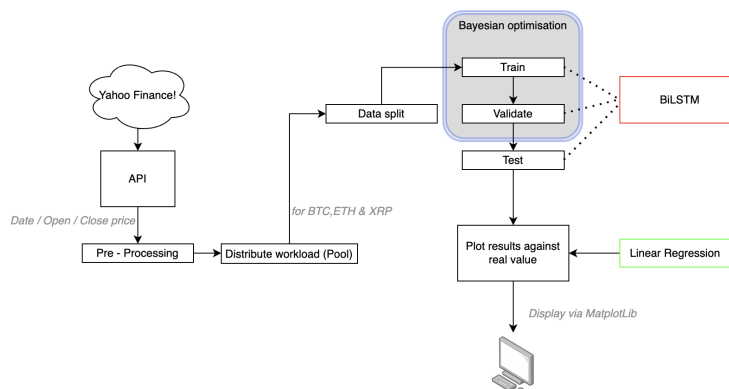 Bayesian optimisation
Train
Yahoo Finance!
BiLSTM
Data split
Validate
Test
API
for BTC,ETH & XRP
Date / Open / Close price
Pre - Processing
Distribute workload (Pool)
Plot results against
real value
Linear Regression
Display via MatplotLib